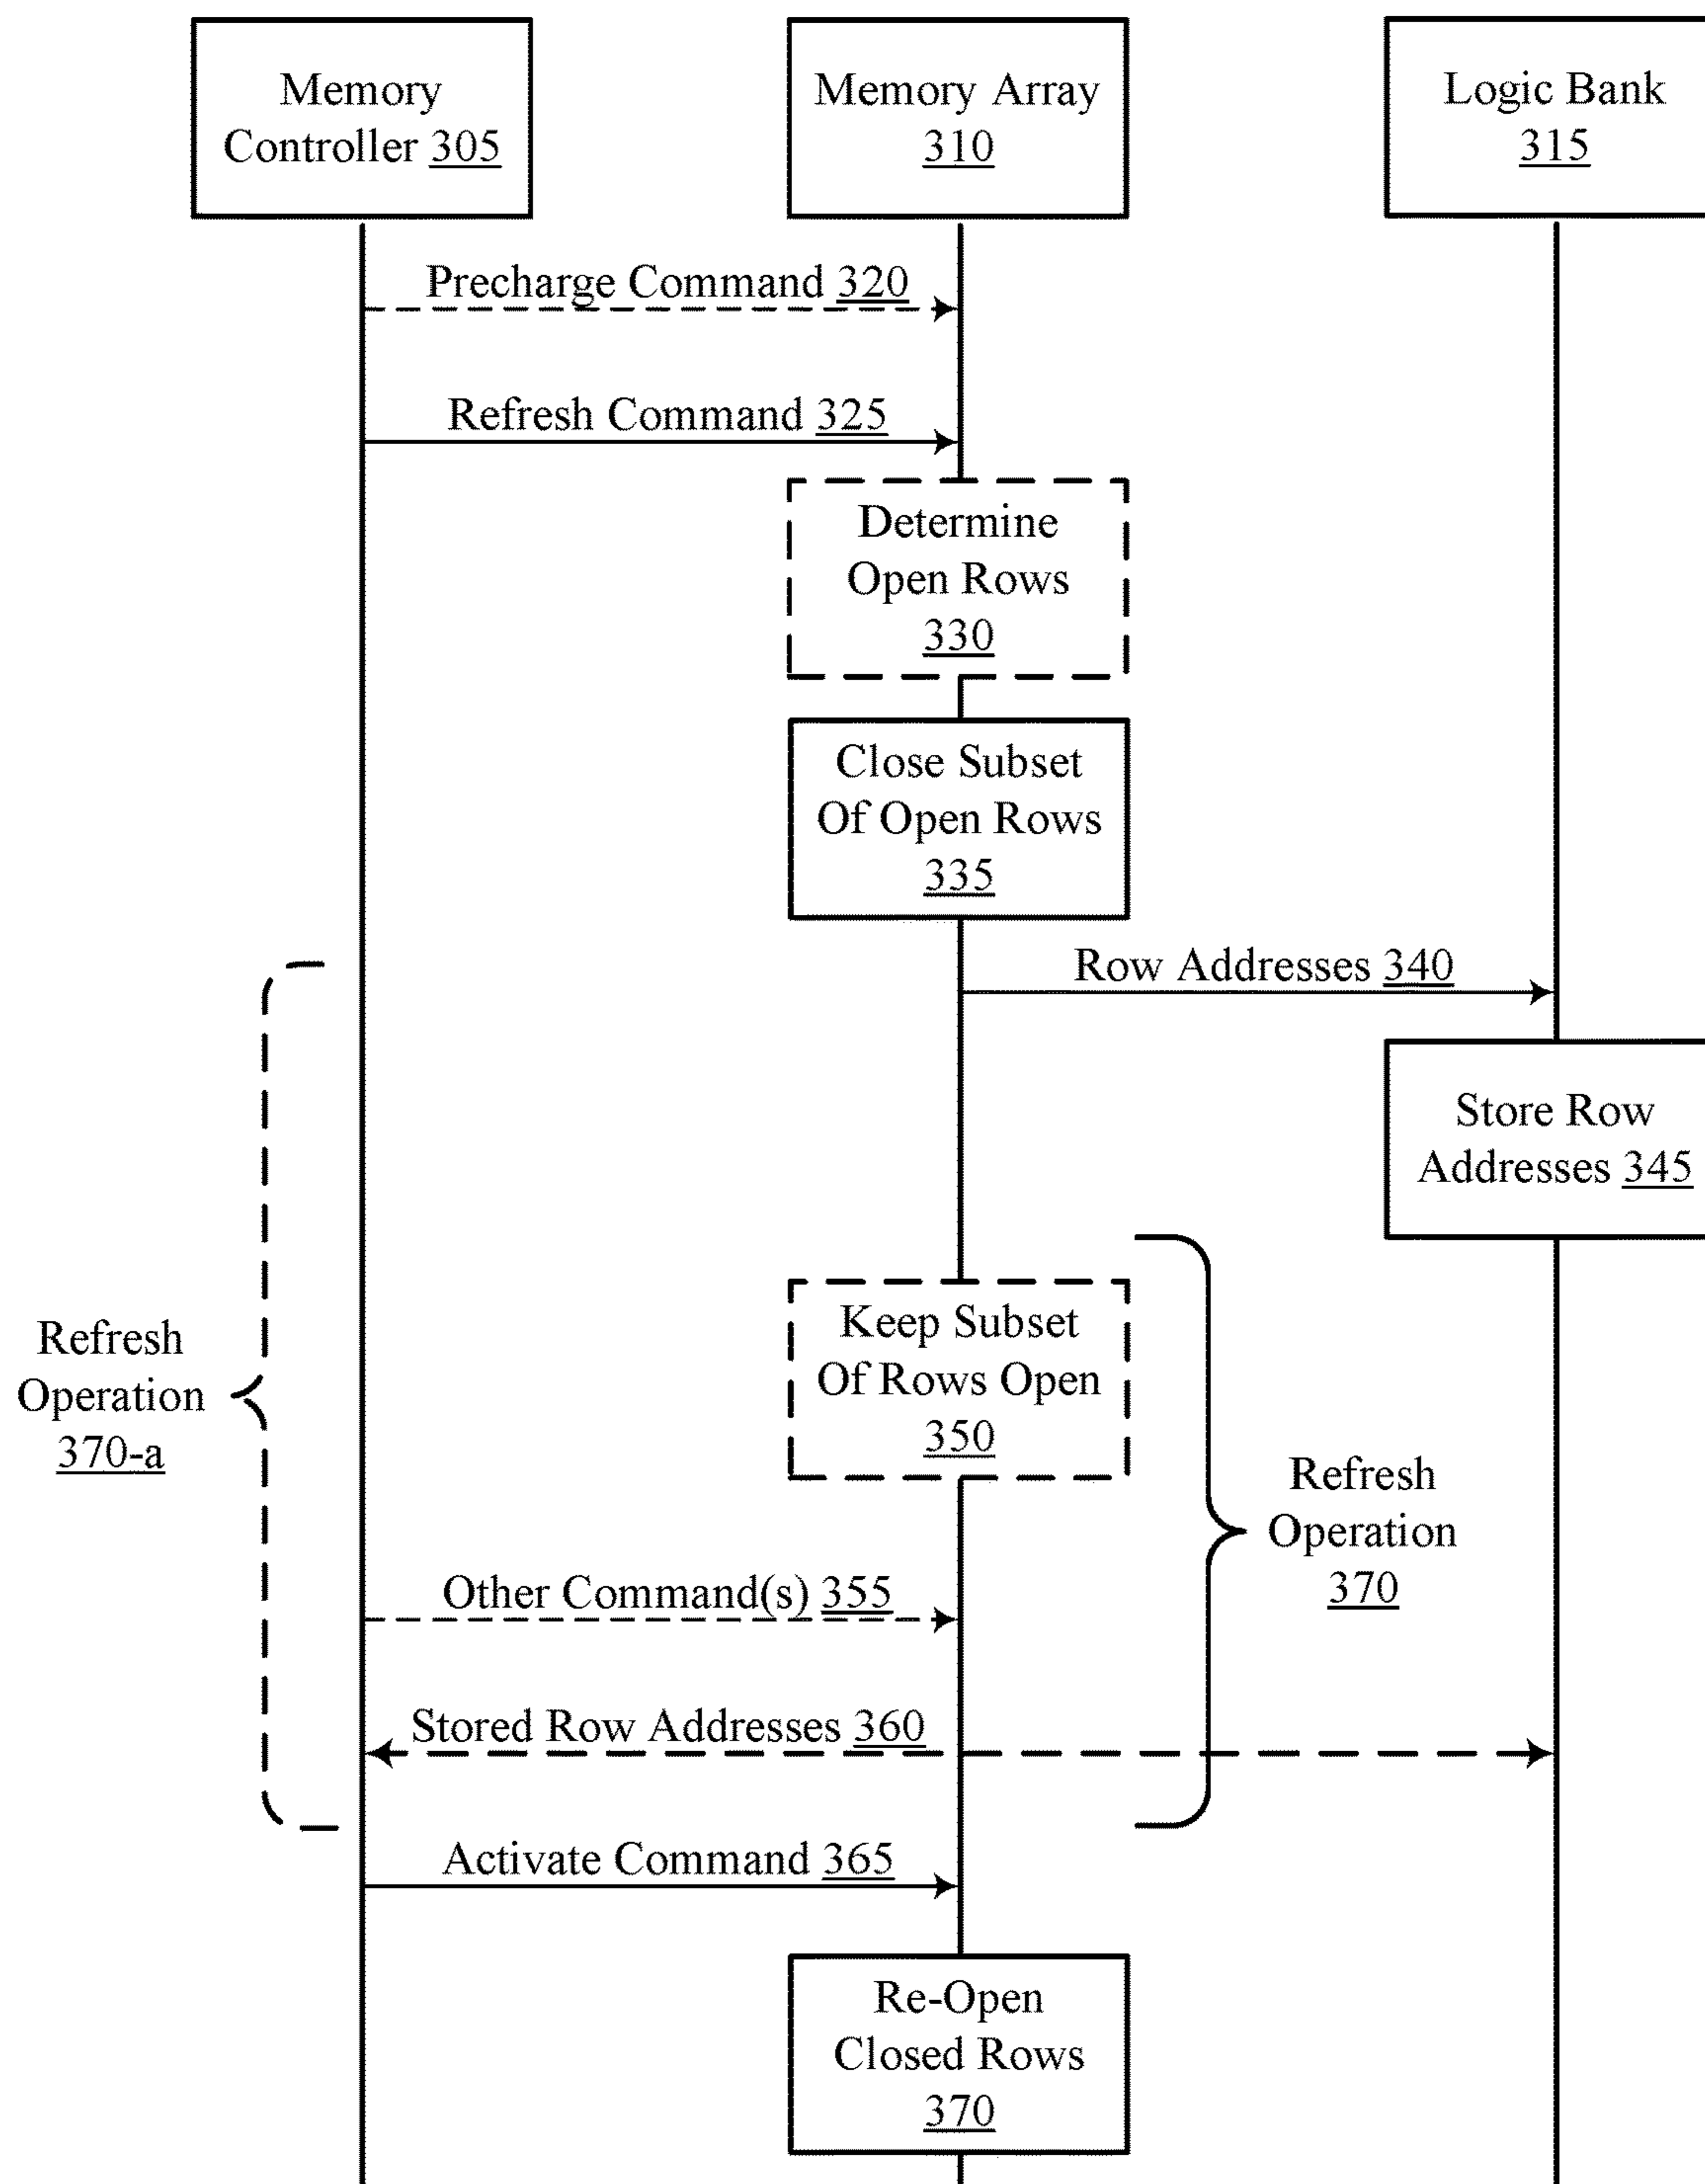 Memory
Controller 305
Memory Array
310
Logic Bank
315
Precharge Command 320
Refresh Command 325
Determine
Open Rows
330
Close Subset
Of Open Rows
335
Row Addresses 340
Store Row
Addresses 345
Refresh
Operation
370-a
Keep Subset
Of Rows Open
350
Refresh
Operation
370
Other Command(s) 355
Stored Row Addresses 360
Activate Command 365
Re-Open
Closed Rows
370